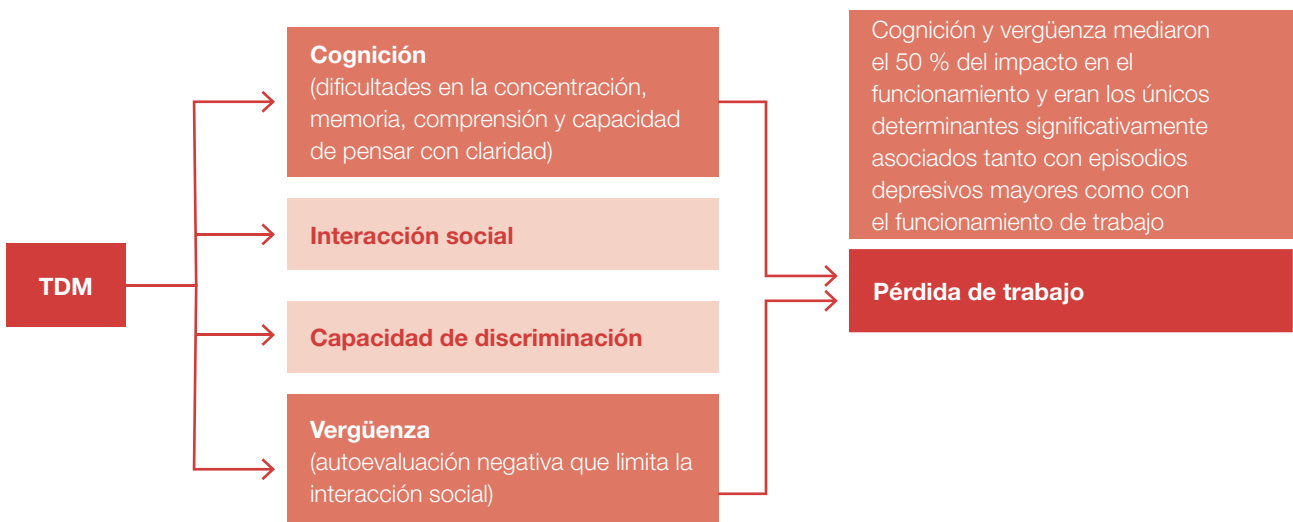 TDM
Cognición
(dificultades en la concentración,
memoria, comprensión y capacidad
de pensar con claridad)
Interacción social
Capacidad de discriminación
Vergüenza
(autoevaluación negativa que limita la
interacción social)
Cognición y vergüenza mediaron
el 50 % del impacto en el
funcionamiento y eran los únicos
determinantes significativamente
asociados tanto con episodios
depresivos mayores como con
el funcionamiento de trabajo
Pérdida de trabajo